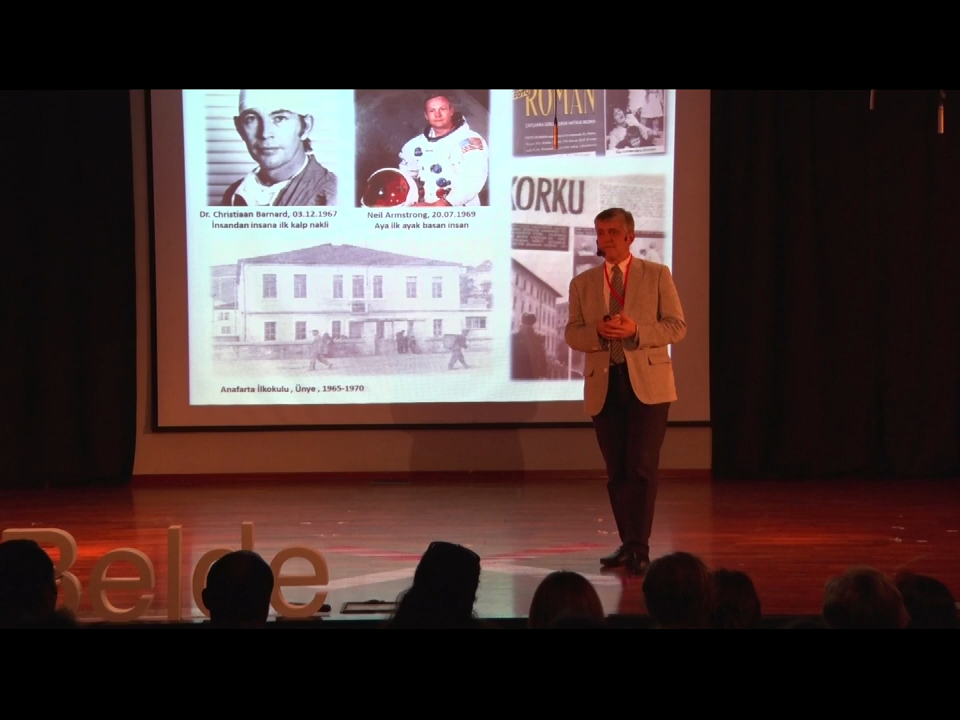 ROMAN
Dr. Christiaan Barnard, 03.12.1967
İnsandan insana ilk kalp nakli
Neil Armstrong, 20.07.1969
Aya ilk ayak basan insan
KORKU
Anafarta İlkokulu , Ünye , 1965-1970
Belde